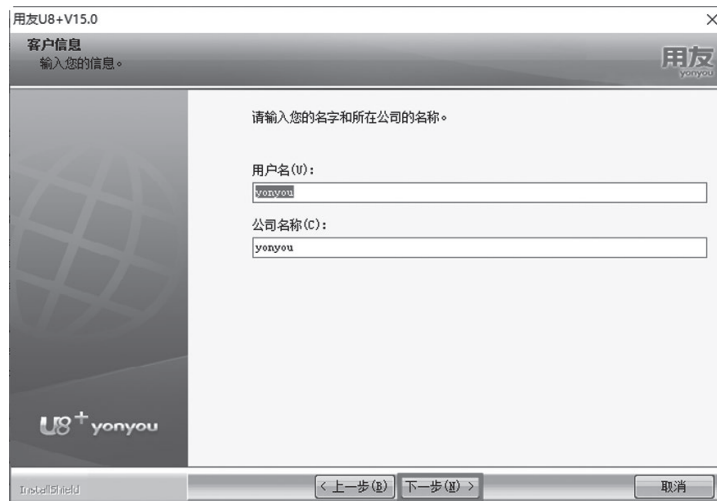 用友U8+V15.0
客户信息
输入您的信息。
用友
yonyou
请输入您的名字和所在公司的名称。
用户名(U):
yonyou
公司名称(C):
yonyou
U8+ yonyou
InstallShield
< 上一步(B)
下一步(N) >
取消